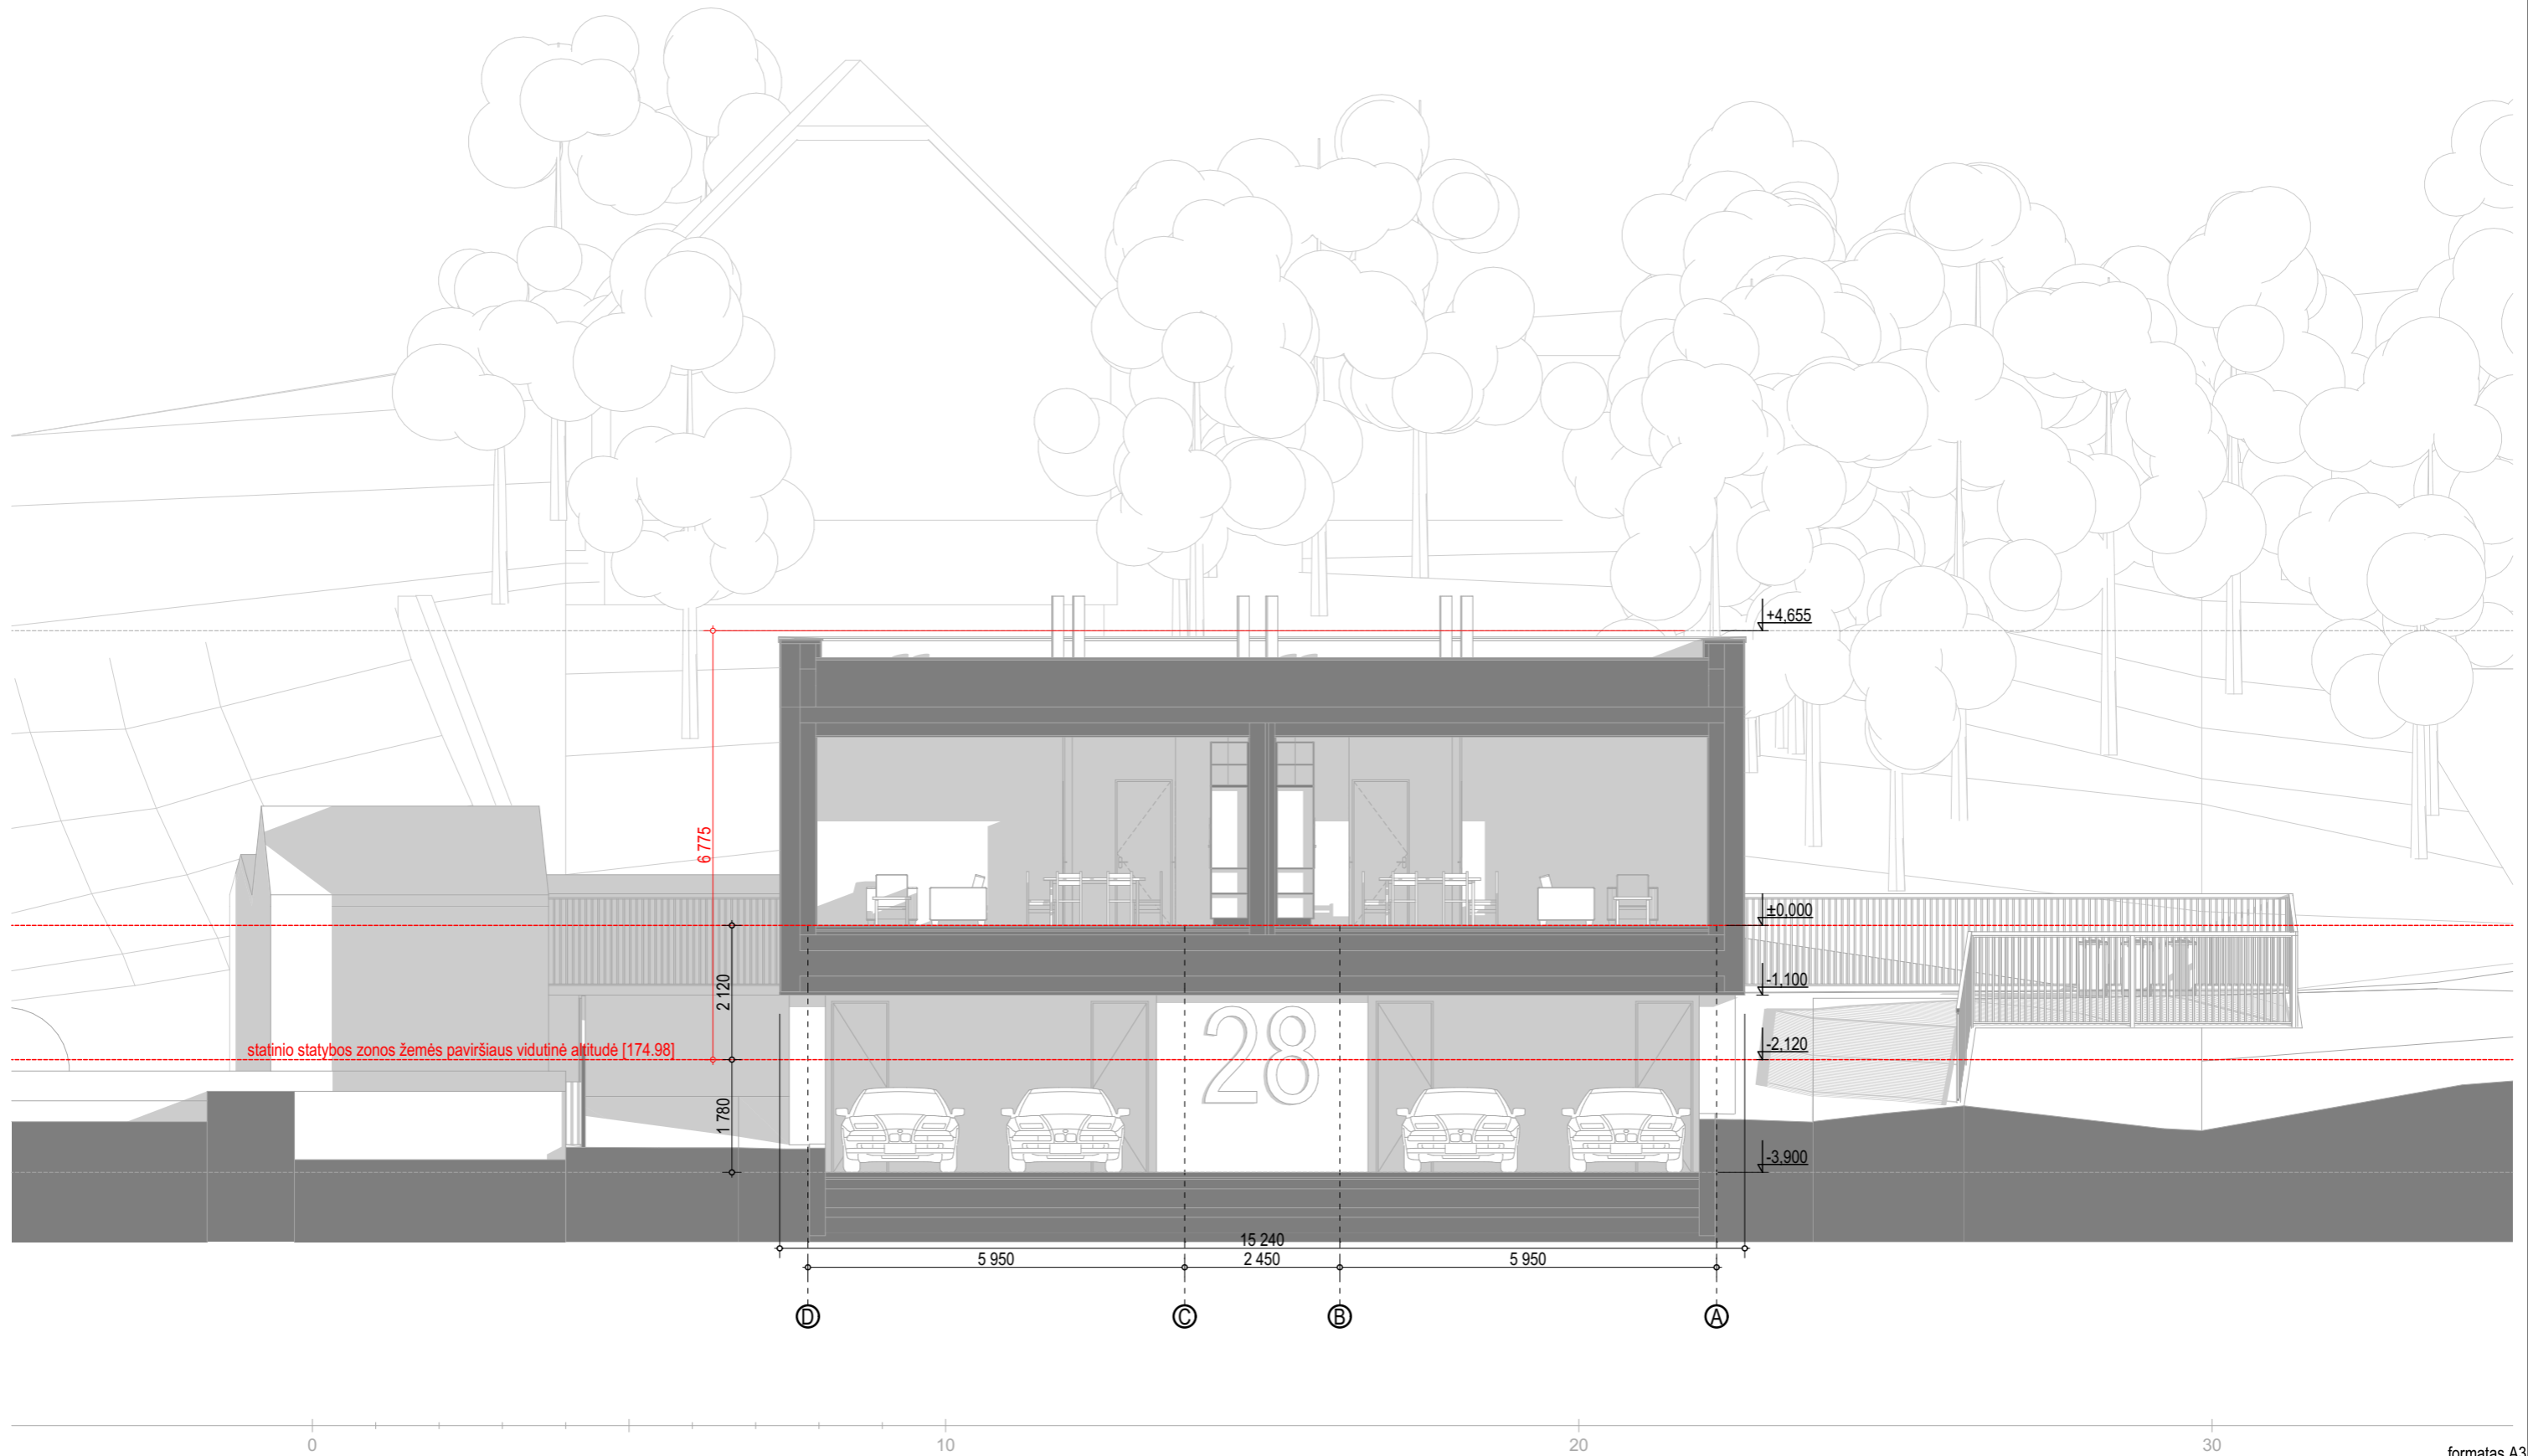 +4,655
6 775
±0,000
-1,100
2 120
28
statinio statybos zonos žemės paviršiaus vidutinė altitudė [174.98]
-2,120
1 780
-3,900
15 240
5 950
2 450
5 950
D
C
B
A
0
10
20
30
formatas A3